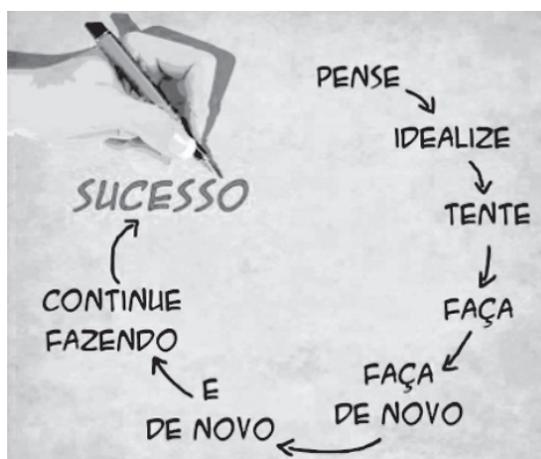 PENSE
IDEALIZE
TENTE
FAÇA
FAÇA
DE NOVO
E
DE NOVO
CONTINUE
FAZENDO
SUCESSO